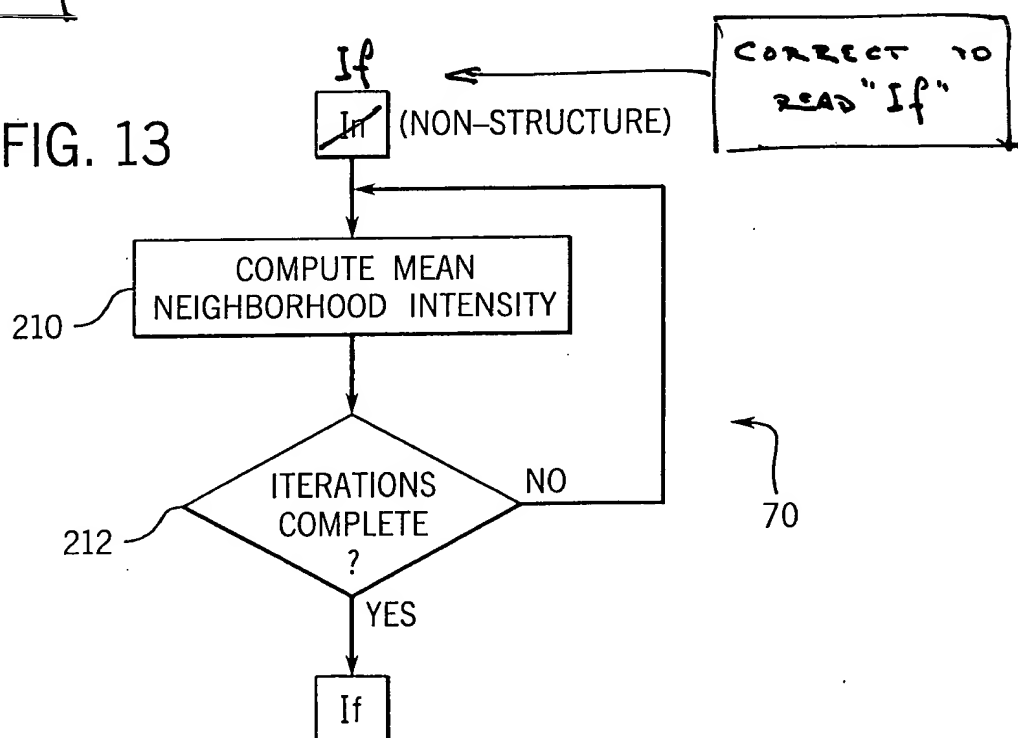 If
CORRECT TO
READ "If"
FIG. 13
In (NON–STRUCTURE)
COMPUTE MEAN
NEIGHBORHOOD INTENSITY
210
ITERATIONS
COMPLETE
?
NO
212
70
YES
If